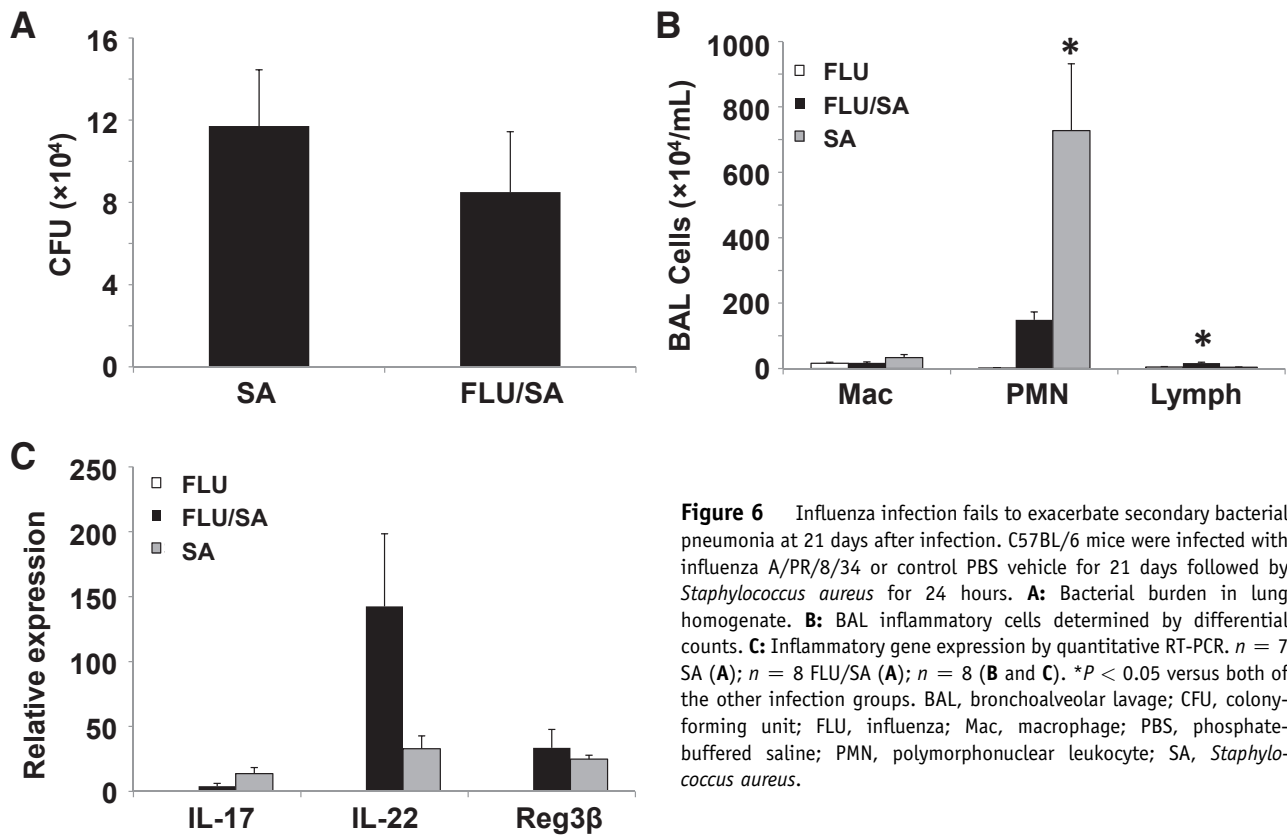 A
16
12
8
4
0
CFU (×10⁴)
SA
FLU/SA
B
1000
800
600
400
200
0
BAL Cells (×10⁴/mL)
FLU
FLU/SA
SA
*
*
Mac
PMN
Lymph
C
250
200
150
100
50
0
Relative expression
FLU
FLU/SA
SA
IL-17
IL-22
Reg3β
Figure 6 Influenza infection fails to exacerbate secondary bacterial
pneumonia at 21 days after infection. C57BL/6 mice were infected with
influenza A/PR/8/34 or control PBS vehicle for 21 days followed by
Staphylococcus aureus for 24 hours. A: Bacterial burden in lung
homogenate. B: BAL inflammatory cells determined by differential
counts. C: Inflammatory gene expression by quantitative RT-PCR. n = 7
SA (A); n = 8 FLU/SA (A); n = 8 (B and C). *P < 0.05 versus both of
the other infection groups. BAL, bronchoalveolar lavage; CFU, colony-
forming unit; FLU, influenza; Mac, macrophage; PBS, phosphate-
buffered saline; PMN, polymorphonuclear leukocyte; SA, Staphylo-
coccus aureus.